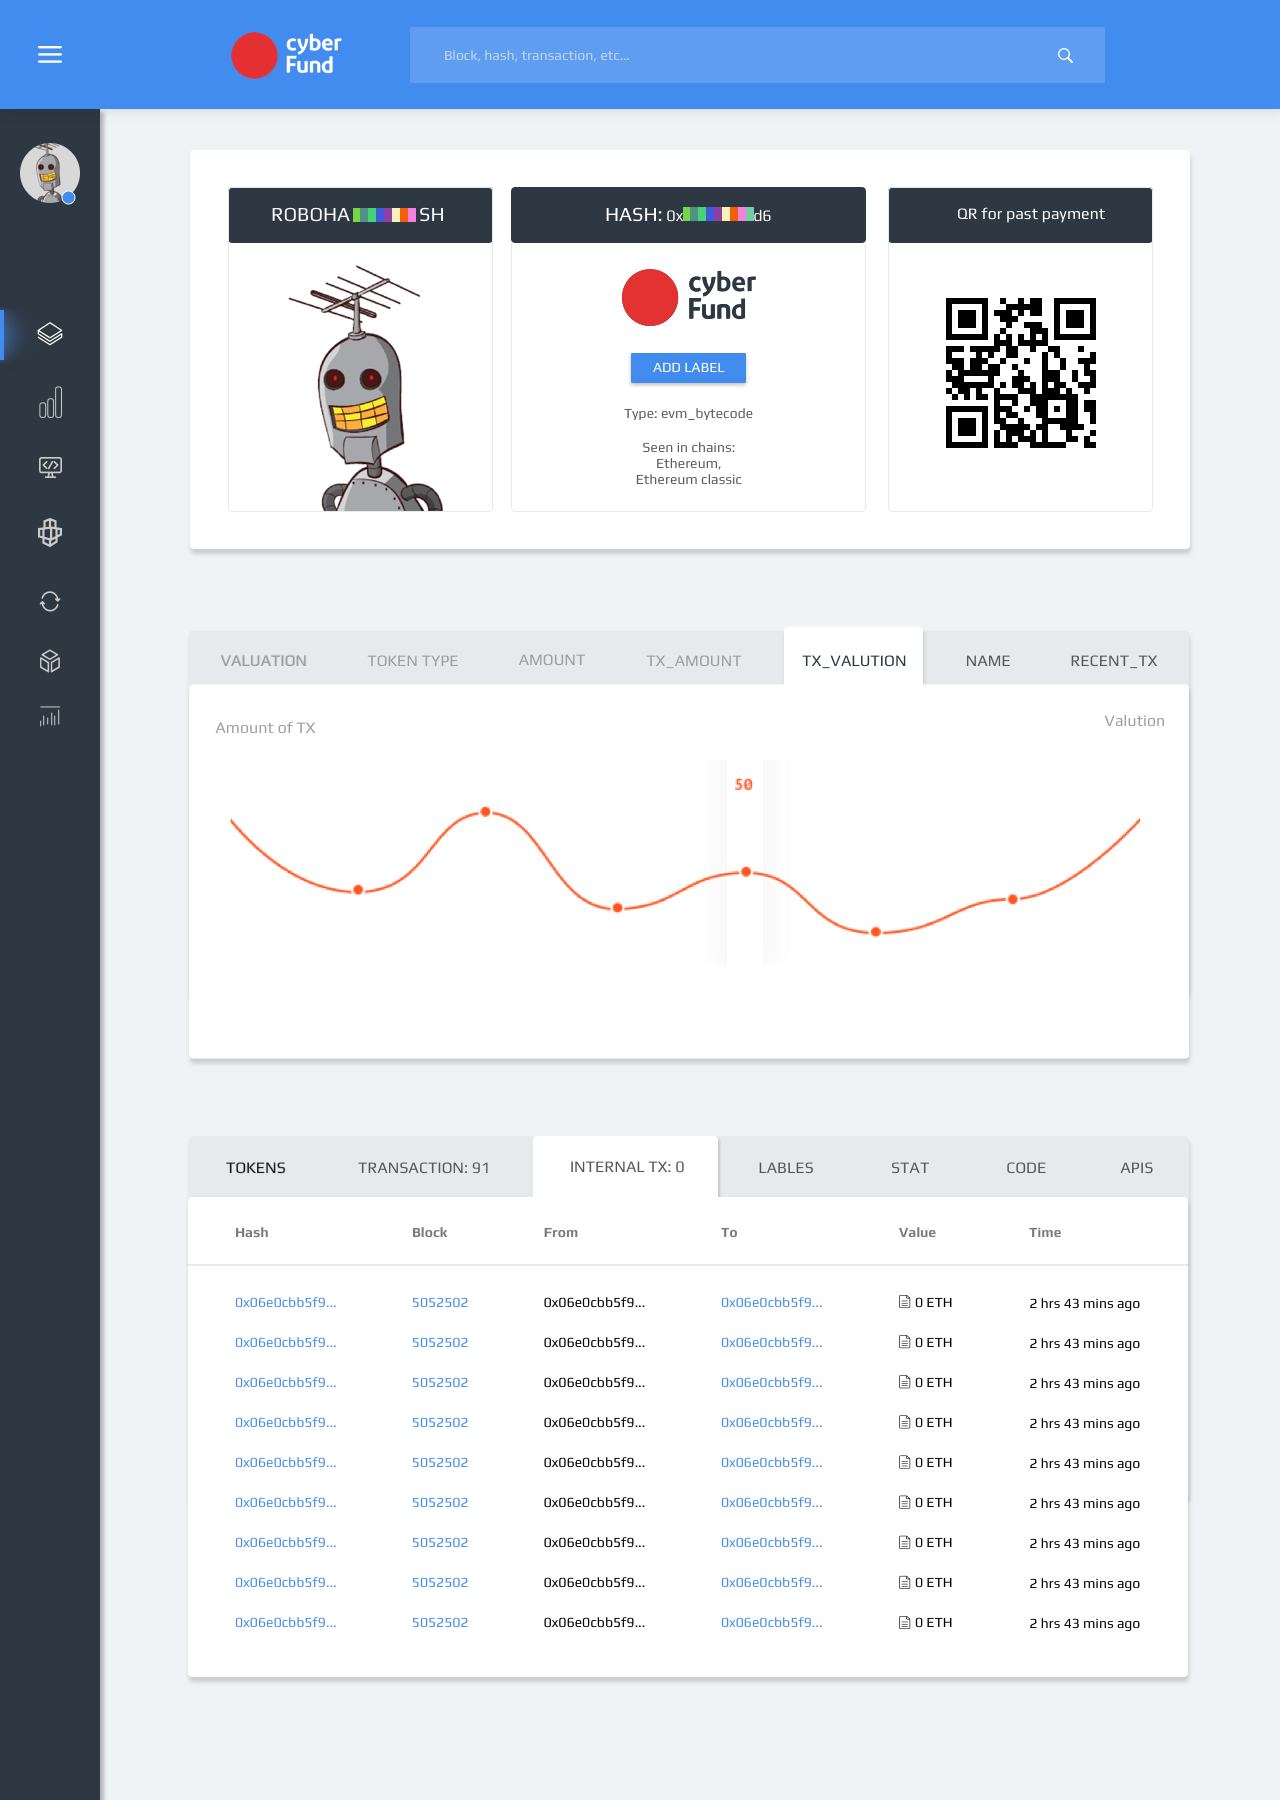 cyber
Fund
Block, hash, transaction, etc...
ROBOHA SH
HASH: 0x d6
QR for past payment
cyber
Fund
ADD LABEL
Type: evm_bytecode
Seen in chains:
Ethereum,
Ethereum classic
VALUATION TOKEN TYPE AMOUNT TX_AMOUNT TX_VALUTION NAME RECENT_TX
Amount of TX
Valution
50
TOKENS TRANSACTION: 91 INTERNAL TX: 0 LABLES STAT CODE APIS
Hash Block From To Value Time
0x06e0cbb5f9... 5052502 0x06e0cbb5f9... 0x06e0cbb5f9... 0 ETH 2 hrs 43 mins ago
0x06e0cbb5f9... 5052502 0x06e0cbb5f9... 0x06e0cbb5f9... 0 ETH 2 hrs 43 mins ago
0x06e0cbb5f9... 5052502 0x06e0cbb5f9... 0x06e0cbb5f9... 0 ETH 2 hrs 43 mins ago
0x06e0cbb5f9... 5052502 0x06e0cbb5f9... 0x06e0cbb5f9... 0 ETH 2 hrs 43 mins ago
0x06e0cbb5f9... 5052502 0x06e0cbb5f9... 0x06e0cbb5f9... 0 ETH 2 hrs 43 mins ago
0x06e0cbb5f9... 5052502 0x06e0cbb5f9... 0x06e0cbb5f9... 0 ETH 2 hrs 43 mins ago
0x06e0cbb5f9... 5052502 0x06e0cbb5f9... 0x06e0cbb5f9... 0 ETH 2 hrs 43 mins ago
0x06e0cbb5f9... 5052502 0x06e0cbb5f9... 0x06e0cbb5f9... 0 ETH 2 hrs 43 mins ago
0x06e0cbb5f9... 5052502 0x06e0cbb5f9... 0x06e0cbb5f9... 0 ETH 2 hrs 43 mins ago